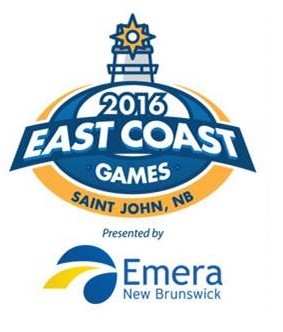 2016
EAST COAST
GAMES
SAINT JOHN, NB
Presented by
Emera
New Brunswick